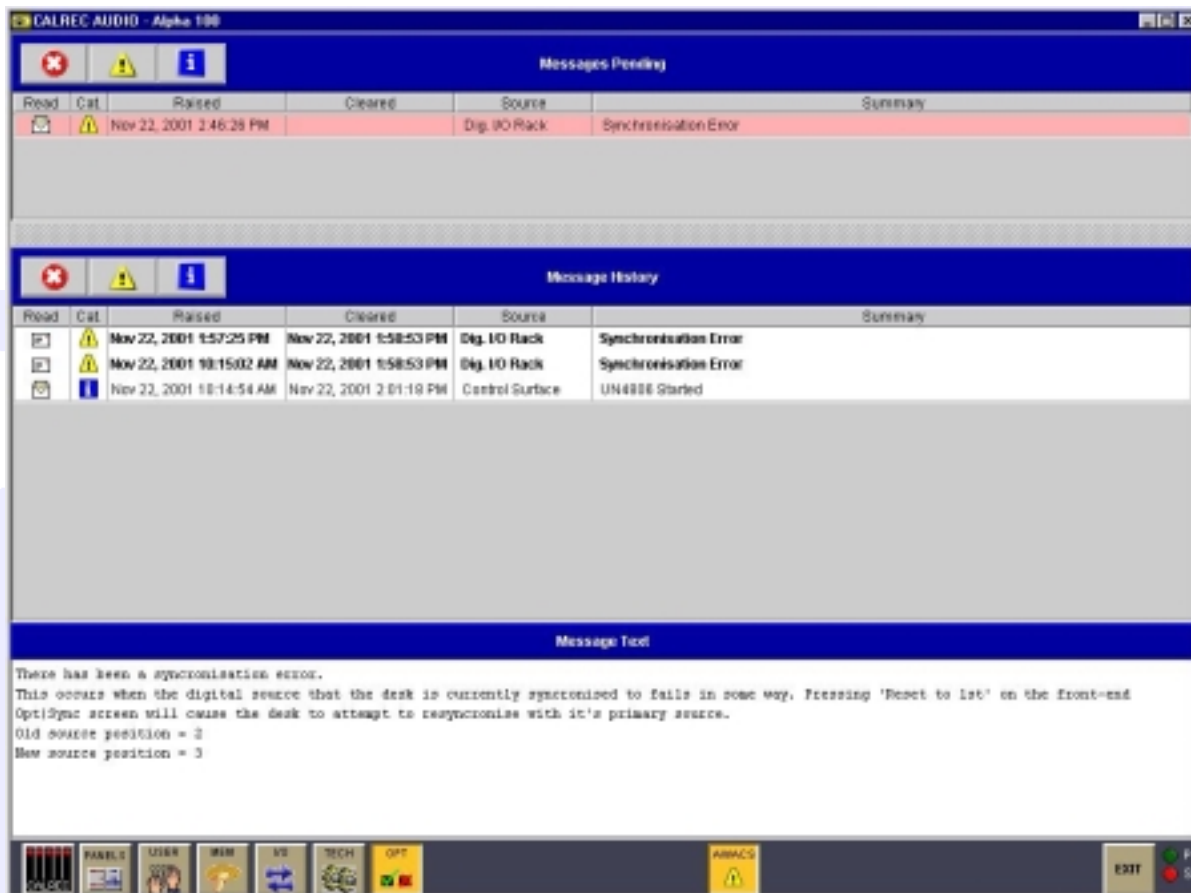 CALREC AUDIO - Alpha 100
Messages Pending
Read Cat. Raised Cleared Source Summary
Nov 22, 2001 2:46:26 PM Dig. I/O Rack Synchronisation Error
Message History
Read Cat. Raised Cleared Source Summary
Nov 22, 2001 1:57:25 PM Nov 22, 2001 1:58:53 PM Dig. I/O Rack Synchronisation Error
Nov 22, 2001 10:15:02 AM Nov 22, 2001 1:58:53 PM Dig. I/O Rack Synchronisation Error
Nov 22, 2001 10:14:54 AM Nov 22, 2001 2:01:18 PM Control Surface UN4806 Started
Message Text
There has been a syncronisation error.
This occurs when the digital source that the desk is currently syncronised to fails in some way. Pressing 'Reset to 1st' on the front-end
Opt|Sync screen will cause the desk to attempt to resyncronise with it's primary source.
Old source position = 2
New source position = 3
CALREC PANELS USER MEM I/O TECH OPT AWACS EXIT P
S